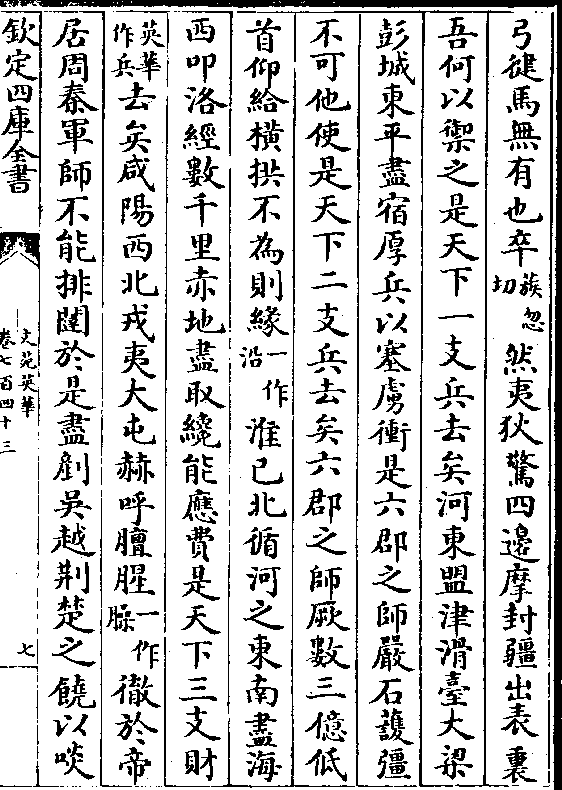 弓健馬無有也卒蔟忽切然夷狄驚四邉摩封疆出表裏
吾何以禦之是天下一支兵去矣河東盟津滑臺大梁
彭城東平盡宿厚兵以塞虜衝是六郡之師嚴石䕶彊
不可他使是天下二支兵去矣六郡之師厥數三億低
首仰給横拱不為則緣一作沿淮已北循河之東南盡海
西叩洛經數千里赤地盡取纔能應費是天下三支財
英華作兵去矣咸陽西北戎夷大屯赫呼膻腥一作臊徹於帝
居周秦軍師不能排闥於是盡剷吳越荆楚之饒以啖
欽定四庫全書
文苑英華
卷七百四十三
七